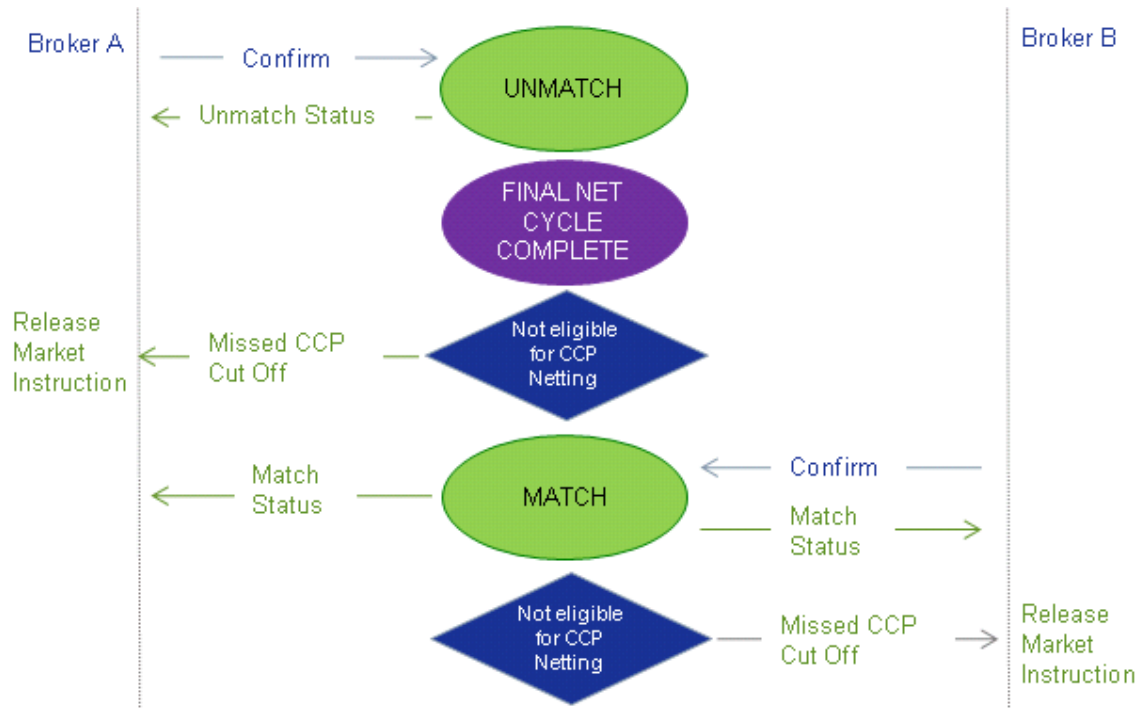 Broker A
Broker B
Confirm
UNMATCH
Unmatch Status
FINAL NET
CYCLE
COMPLETE
Release
Market
Instruction
Missed CCP
Cut Off
Not eligible
for CCP
Netting
Confirm
Match
Status
MATCH
Match
Status
Not eligible
for CCP
Netting
Missed CCP
Cut Off
Release
Market
Instruction